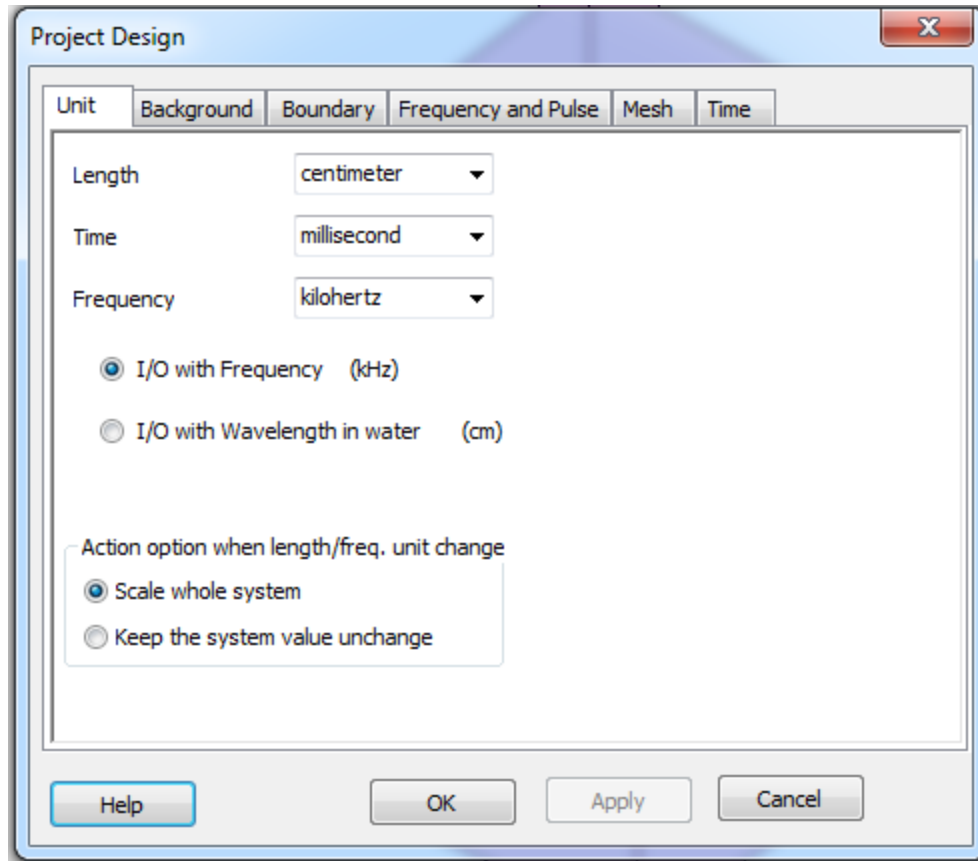 Project Design
Unit Background Boundary Frequency and Pulse Mesh Time
Length centimeter
Time millisecond
Frequency kilohertz
I/O with Frequency (kHz)
I/O with Wavelength in water (cm)
Action option when length/freq. unit change
Scale whole system
Keep the system value unchange
Help OK Apply Cancel